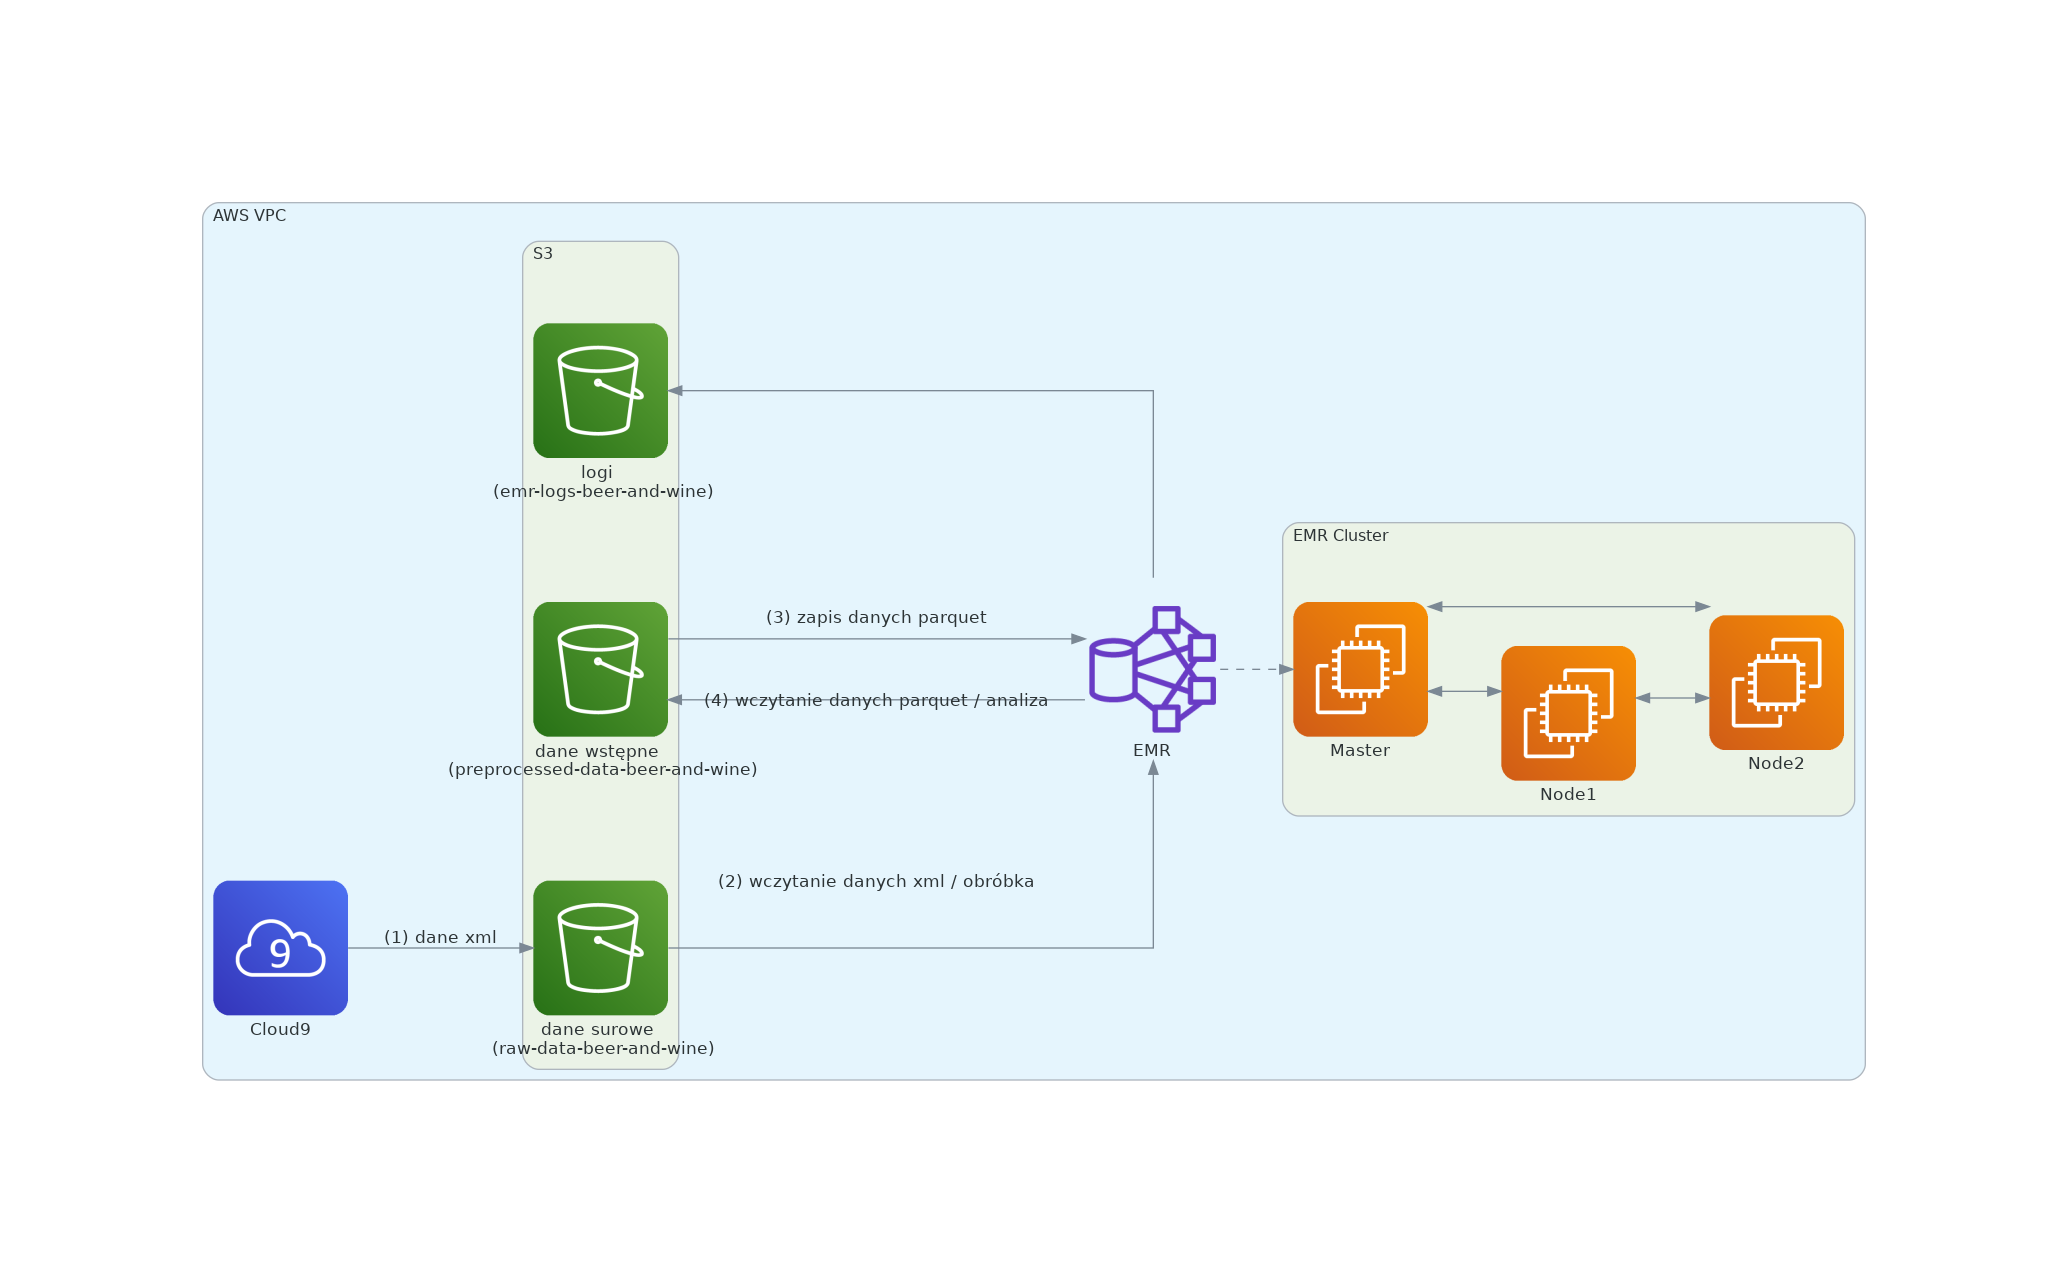 AWS VPC
S3
logi
(emr-logs-beer-and-wine)
EMR Cluster
(3) zapis danych parquet
(4) wczytanie danych parquet / analiza
dane wstępne
(preprocessed-data-beer-and-wine)
EMR
Master
Node1
Node2
(2) wczytanie danych xml / obróbka
(1) dane xml
9
Cloud9
dane surowe
(raw-data-beer-and-wine)